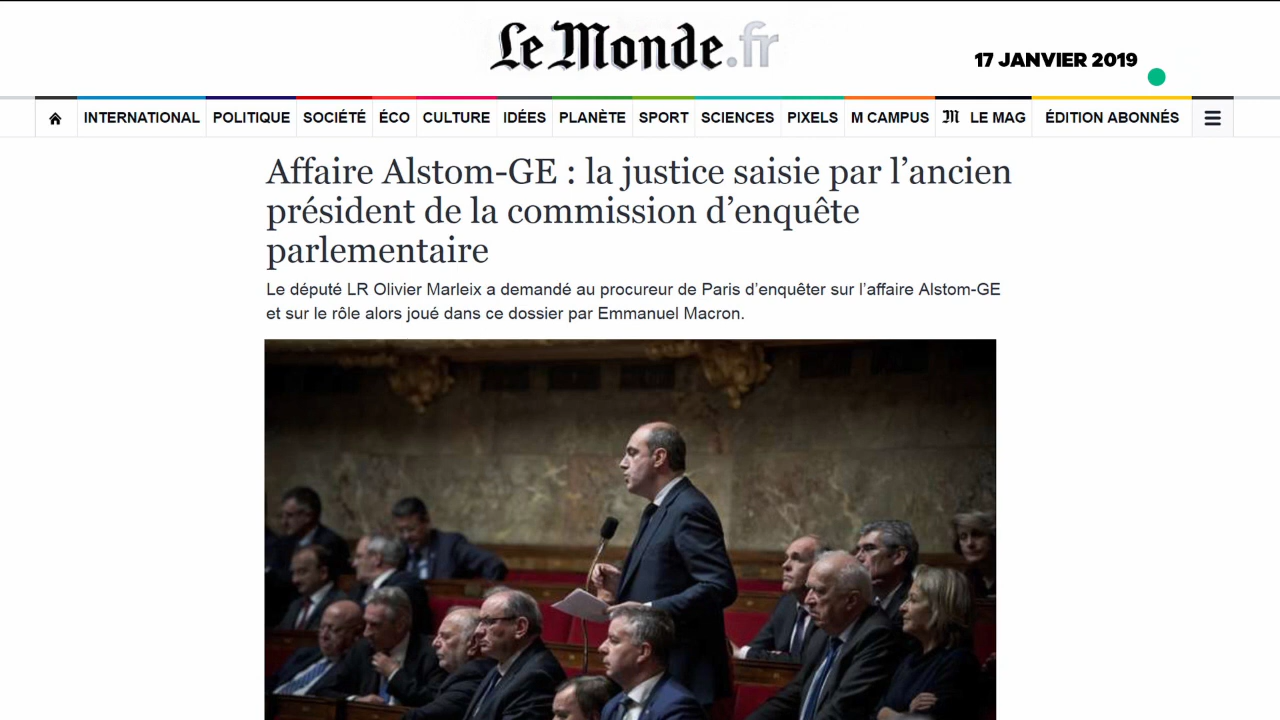 Le Monde.fr
17 JANVIER 2019
INTERNATIONAL POLITIQUE SOCIÉTÉ ÉCO CULTURE IDÉES PLANÈTE SPORT SCIENCES PIXELS M CAMPUS M LE MAG ÉDITION ABONNÉS
Affaire Alstom-GE : la justice saisie par l’ancien
président de la commission d’enquête
parlementaire
Le député LR Olivier Marleix a demandé au procureur de Paris d’enquêter sur l’affaire Alstom-GE
et sur le rôle alors joué dans ce dossier par Emmanuel Macron.